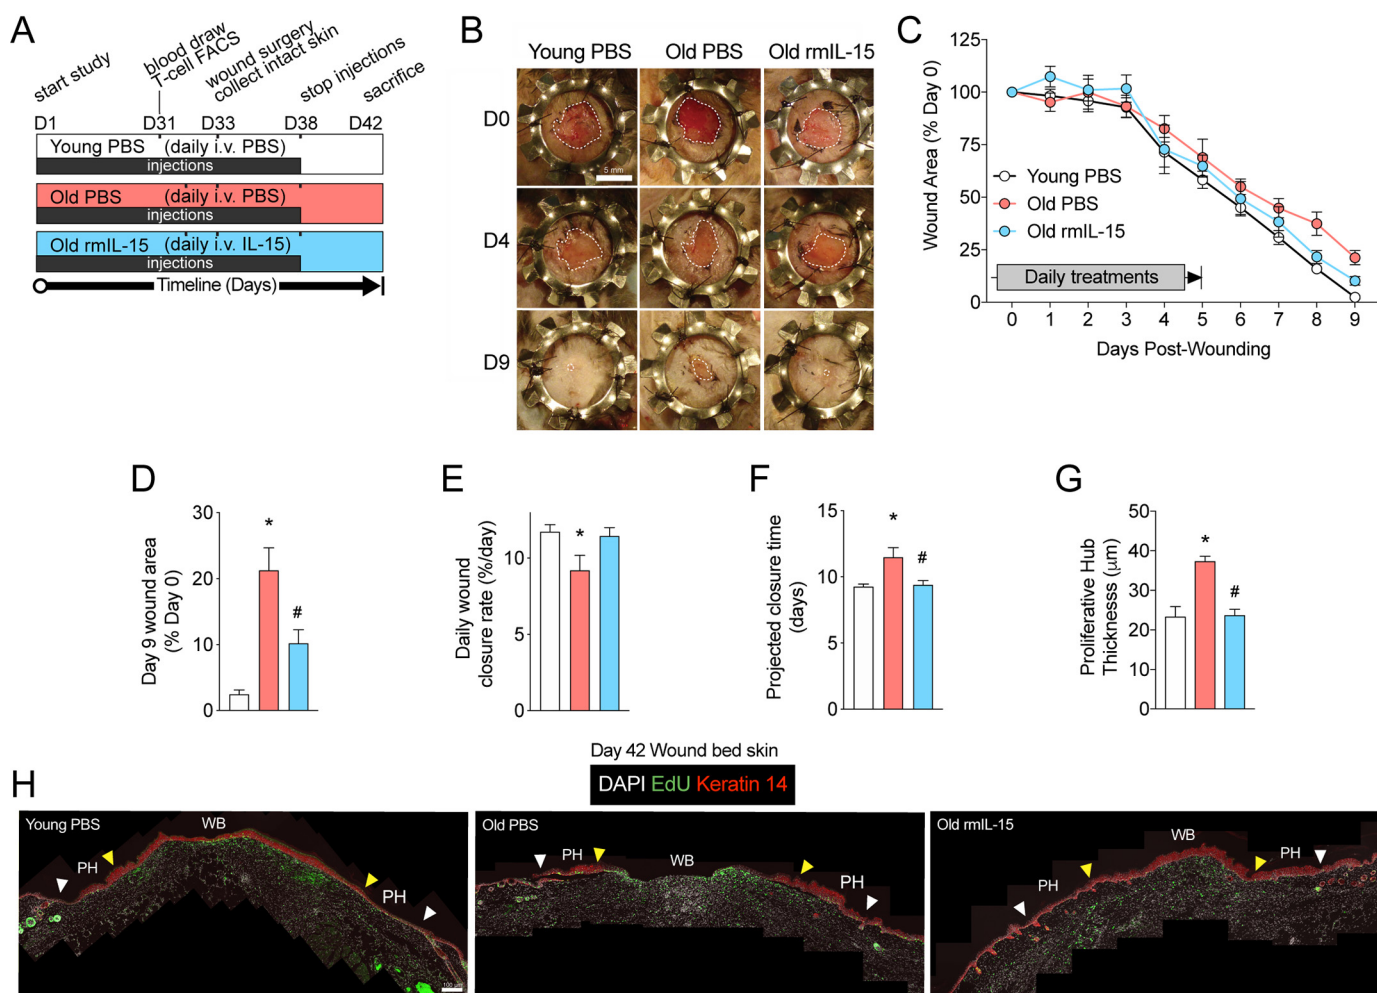 A
start study
blood draw
T-cell FACS
wound surgery
collect intact skin
stop injections
sacrifice
D1
D31
D33
D38
D42
Young PBS (daily i.v. PBS)
injections
Old PBS (daily i.v. PBS)
injections
Old rmIL-15 (daily i.v. IL-15)
injections
Timeline (Days)
B
Young PBS
Old PBS
Old rmIL-15
D0
5 mm
D4
D9
C
Wound Area (% Day 0)
125
100
75
50
25
0
Young PBS
Old PBS
Old rmIL-15
Daily treatments
0 1 2 3 4 5 6 7 8 9
Days Post-Wounding
D
Day 9 wound area
(% Day 0)
30
20
10
0
*
#
E
Daily wound
closure rate (%/day)
10
5
0
*
F
Projected closure time
(days)
15
10
5
0
*
#
G
Proliferative Hub
Thicknesss (μm)
50
40
30
20
10
0
*
#
H
Day 42 Wound bed skin
DAPI EdU Keratin 14
Young PBS
PH
WB
PH
100 μm
Old PBS
PH
WB
PH
Old rmIL-15
PH
WB
PH